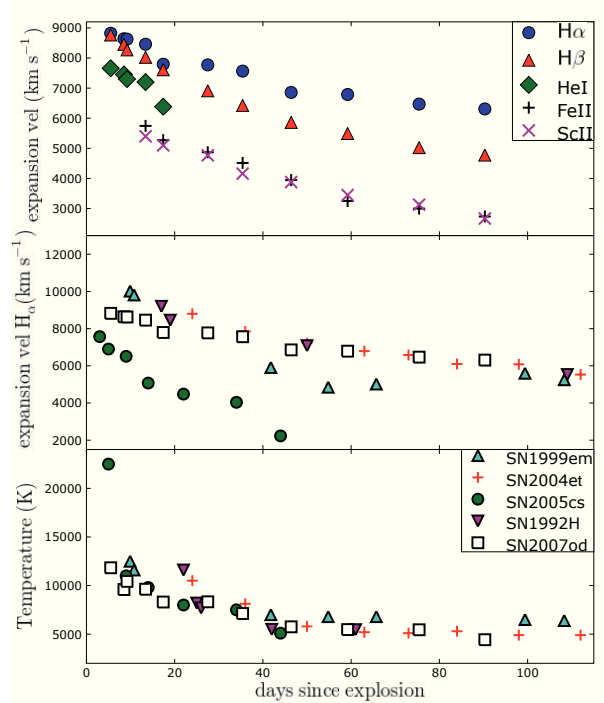 9000
8000
7000
6000
5000
4000
3000
expansion vel (km s⁻¹)
Hα
Hβ
HeI
FeII
ScII
12000
10000
8000
6000
4000
2000
expansion vel H_α(km s⁻¹)
20000
15000
10000
5000
Temperature (K)
SN1999em
SN2004et
SN2005cs
SN1992H
SN2007od
0 20 40 60 80 100
days since explosion